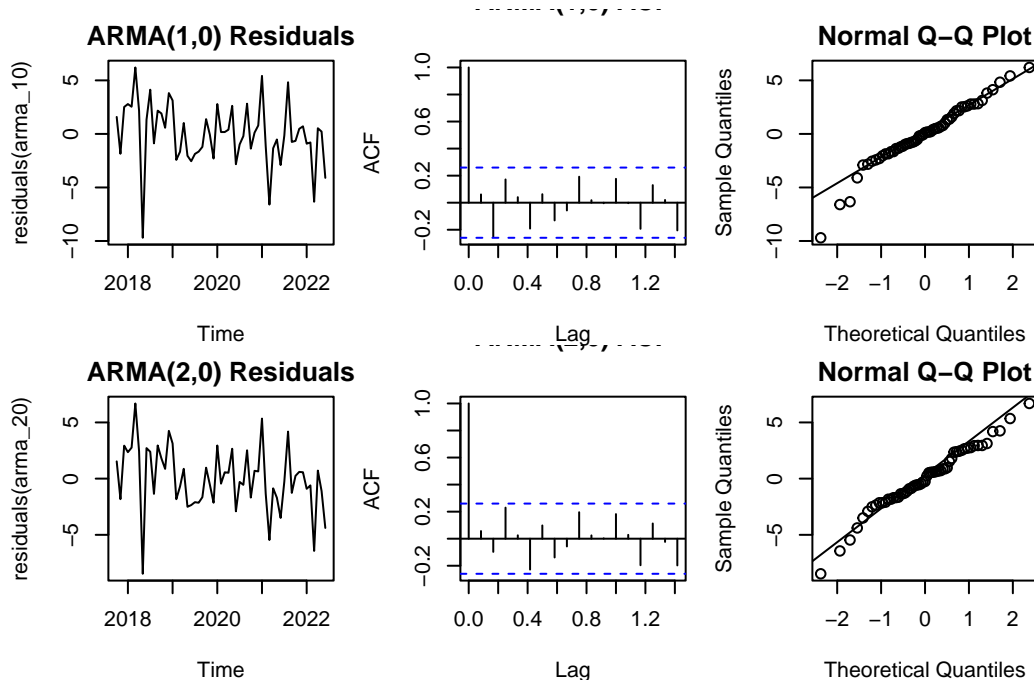 ARMA(1,0) Residuals
residuals(arma_10)
5
0
−5
−10
2018 2020 2022
Time
ACF
1.0
0.6
0.2
−0.2
0.0 0.4 0.8 1.2
Lag
Normal Q−Q Plot
Sample Quantiles
5
0
−5
−10
−2 −1 0 1 2
Theoretical Quantiles
ARMA(2,0) Residuals
residuals(arma_20)
5
0
−5
2018 2020 2022
Time
ACF
1.0
0.6
0.2
−0.2
0.0 0.4 0.8 1.2
Lag
Normal Q−Q Plot
Sample Quantiles
5
0
−5
−2 −1 0 1 2
Theoretical Quantiles